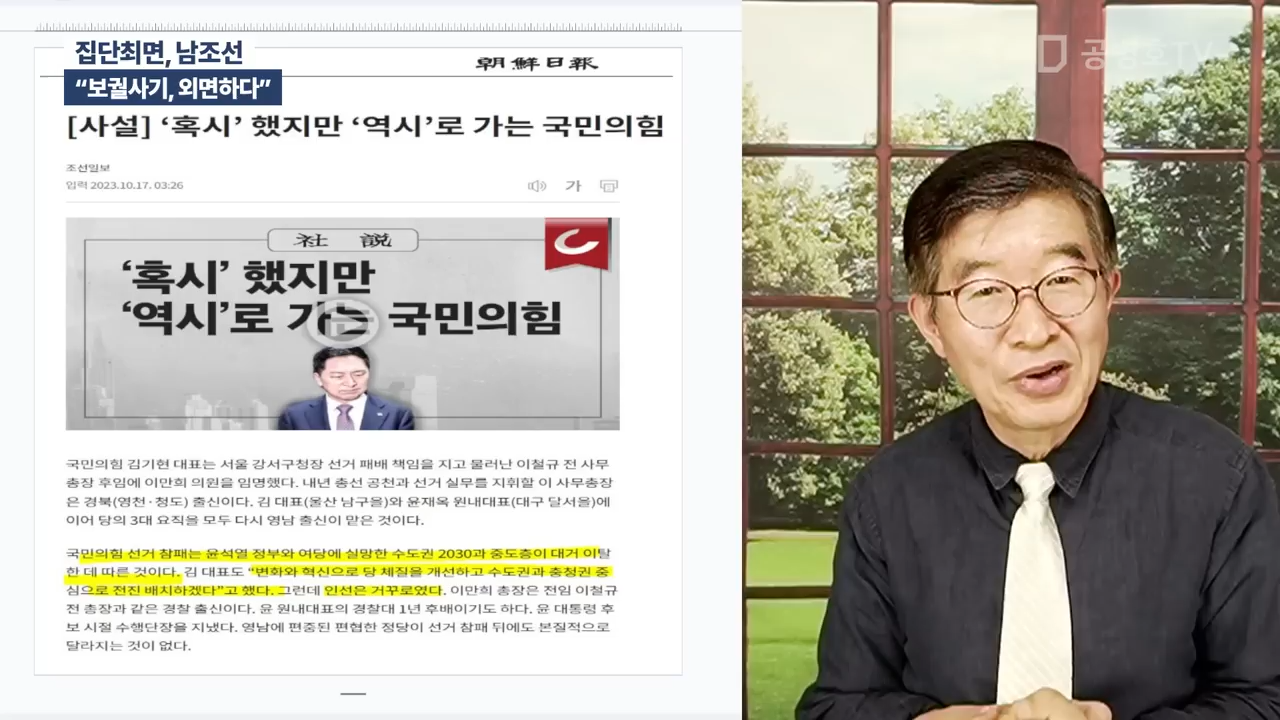 집단최면, 남조선
“보궐사기, 외면하다”
공병호TV
朝鮮日報
[사설] ‘혹시’ 했지만 ‘역시’로 가는 국민의힘
조선일보
입력 2023.10.17. 03:26
가
社 說
‘혹시’ 했지만
‘역시’로 가는 국민의힘
국민의힘 김기현 대표는 서울 강서구청장 선거 패배 책임을 지고 물러난 이철규 전 사무
총장 후임에 이만희 의원을 임명했다. 내년 총선 공천과 선거 실무를 지휘할 이 사무총장
은 경북(영천·청도) 출신이다. 김 대표(울산 남구을)와 윤재옥 원내대표(대구 달서을)에
이어 당의 3대 요직을 모두 다시 영남 출신이 맡은 것이다.
국민의힘 선거 참패는 윤석열 정부와 여당에 실망한 수도권 2030과 중도층이 대거 이탈
한 데 따른 것이다. 김 대표도 “변화와 혁신으로 당 체질을 개선하고 수도권과 충청권 중
심으로 전진 배치하겠다”고 했다. 그런데 인선은 거꾸로였다. 이만희 총장은 전임 이철규
전 총장과 같은 경찰 출신이다. 윤 원내대표의 경찰대 1년 후배이기도 하다. 윤 대통령 후
보 시절 수행단장을 지냈다. 영남에 편중된 편협한 정당이 선거 참패 뒤에도 본질적으로
달라지는 것이 없다.